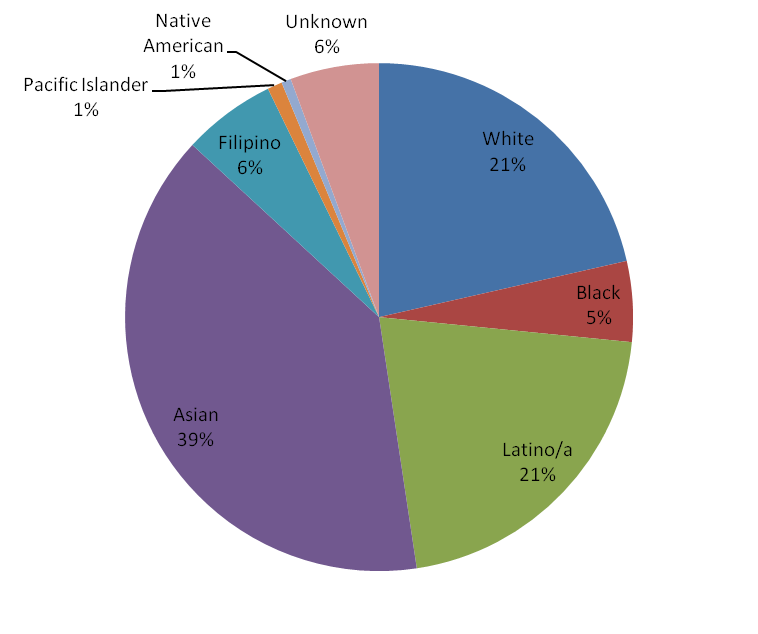 Native
American
1%
Unknown
6%
Pacific Islander
1%
White
21%
Filipino
6%
Black
5%
Asian
39%
Latino/a
21%